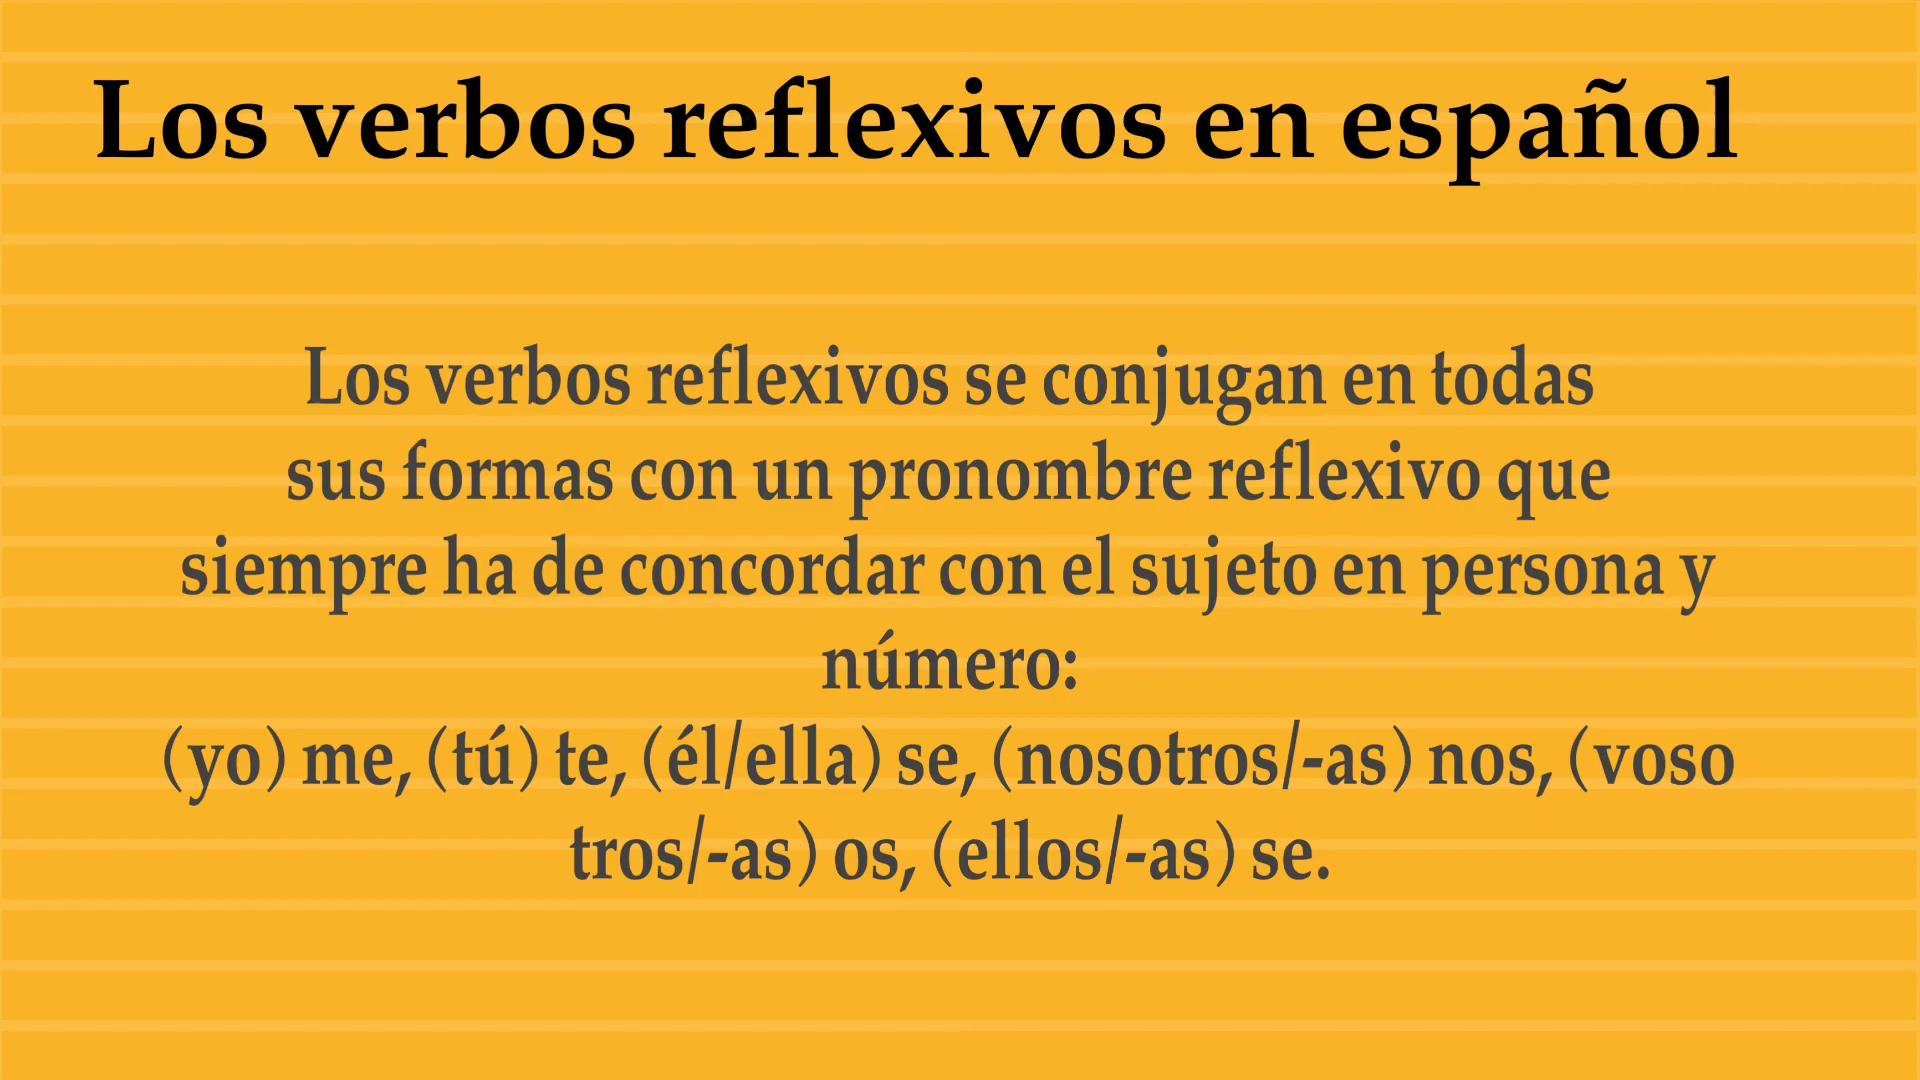 Los verbos reflexivos en español
Los verbos reflexivos se conjugan en todas
sus formas con un pronombre reflexivo que
siempre ha de concordar con el sujeto en persona y
número:
(yo) me, (tú) te, (él/ella) se, (nosotros/-as) nos, (voso
tros/-as) os, (ellos/-as) se.